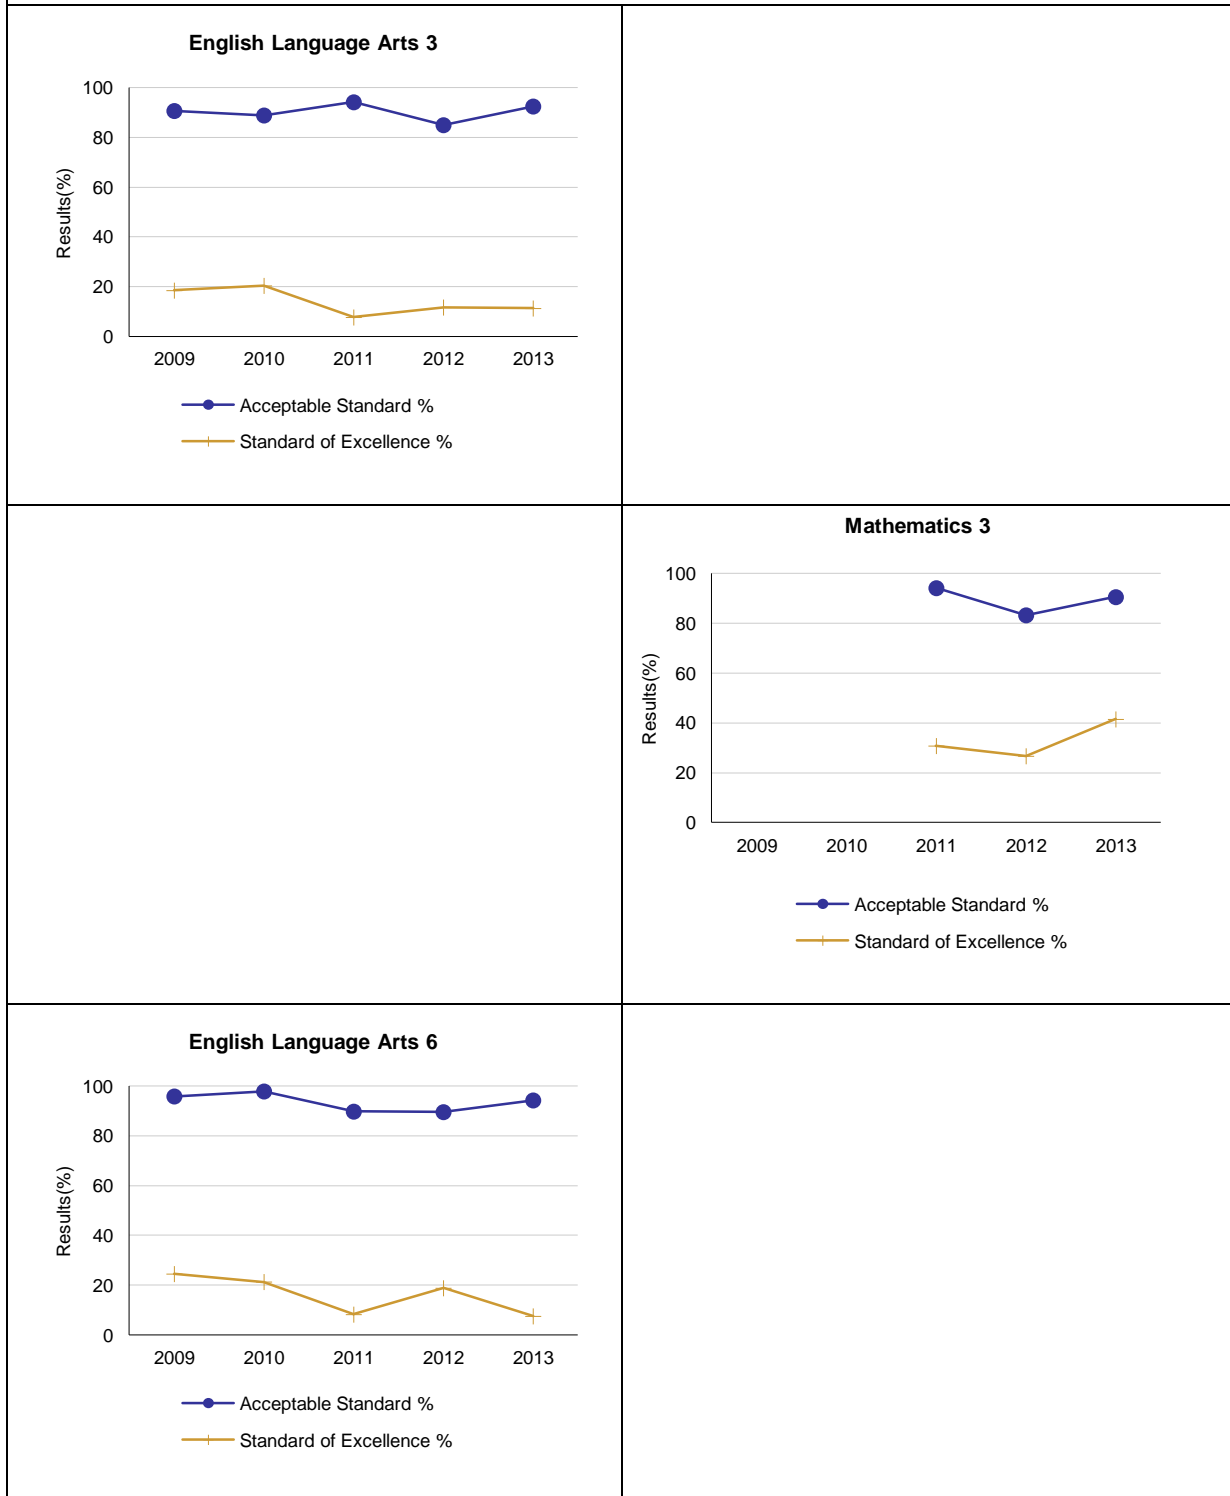 English Language Arts 3
100
80
60
40
20
0
Results(%)
2009 2010 2011 2012 2013
Acceptable Standard %
Standard of Excellence %
Mathematics 3
100
80
60
40
20
0
Results(%)
2009 2010 2011 2012 2013
Acceptable Standard %
Standard of Excellence %
English Language Arts 6
100
80
60
40
20
0
Results(%)
2009 2010 2011 2012 2013
Acceptable Standard %
Standard of Excellence %